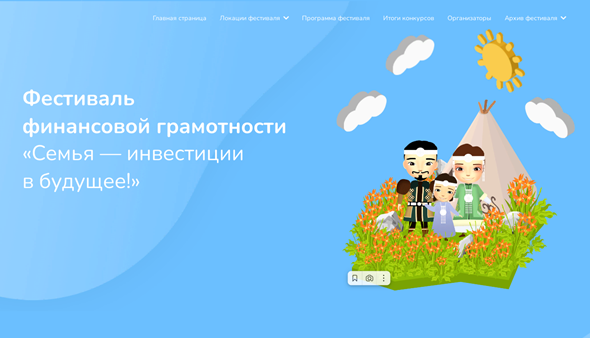 Главная страница Локации фестиваля Программа фестиваля Итоги конкурсов Организаторы Архив фестиваля
Фестиваль
финансовой грамотности
«Семья — инвестиции
в будущее!»